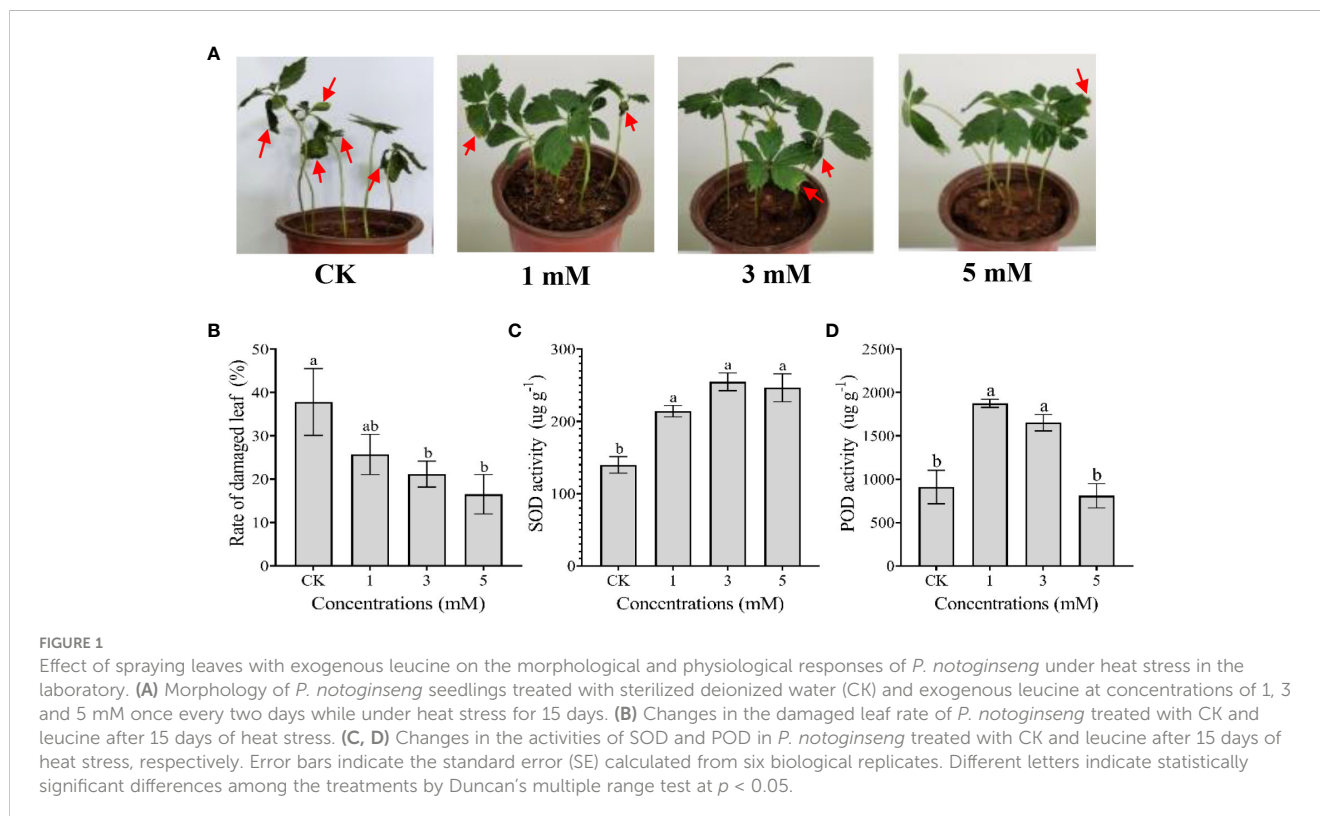 A
CK
1 mM
3 mM
5 mM
B
C
D
Rate of damaged leaf (%)
50
40
30
20
10
0
a
ab
b
b
CK
1
3
5
Concentrations (mM)
SOD activity (ug g⁻¹)
300
200
100
0
b
a
a
a
CK
1
3
5
Concentrations (mM)
POD activity (ug g⁻¹)
2500
2000
1500
1000
500
0
b
a
a
b
CK
1
3
5
Concentrations (mM)
FIGURE 1
Effect of spraying leaves with exogenous leucine on the morphological and physiological responses of P. notoginseng under heat stress in the
laboratory. (A) Morphology of P. notoginseng seedlings treated with sterilized deionized water (CK) and exogenous leucine at concentrations of 1, 3
and 5 mM once every two days while under heat stress for 15 days. (B) Changes in the damaged leaf rate of P. notoginseng treated with CK and
leucine after 15 days of heat stress. (C, D) Changes in the activities of SOD and POD in P. notoginseng treated with CK and leucine after 15 days of
heat stress, respectively. Error bars indicate the standard error (SE) calculated from six biological replicates. Different letters indicate statistically
significant differences among the treatments by Duncan's multiple range test at p < 0.05.